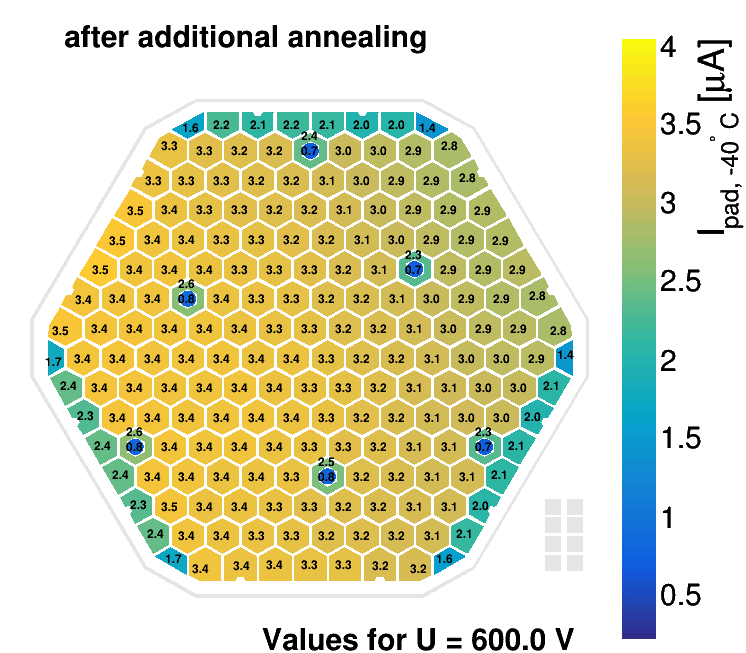 after additional annealing
1.6 2.2 2.1 2.2 2.1 2.0 2.0 1.4
2.4
3.3 3.3 3.2 3.2 0.7 3.0 3.0 2.9 2.8
3.3 3.3 3.3 3.2 3.2 3.1 3.0 2.9 2.9 2.8
3.5 3.4 3.3 3.3 3.2 3.2 3.1 3.0 2.9 2.9 2.9
3.5 3.4 3.4 3.3 3.3 3.2 3.2 3.1 3.0 2.9 2.9 2.9
2.3
3.5 3.4 3.4 3.4 3.3 3.3 3.3 3.2 3.1 0.7 2.9 2.9 2.9
2.6
3.4 3.4 3.4 0.8 3.4 3.3 3.3 3.2 3.2 3.1 3.0 2.9 2.9 2.8
3.5 3.4 3.4 3.4 3.4 3.4 3.3 3.3 3.2 3.2 3.1 3.0 2.9 2.9 2.8
1.7 3.4 3.4 3.4 3.4 3.4 3.4 3.3 3.3 3.2 3.2 3.1 3.0 3.0 2.9 1.4
2.4 3.4 3.4 3.4 3.4 3.4 3.4 3.3 3.3 3.2 3.1 3.1 3.0 3.0 2.1
2.3 3.4 3.4 3.4 3.4 3.4 3.4 3.3 3.2 3.2 3.1 3.0 3.0 2.0
2.6 2.3
2.4 0.8 3.4 3.4 3.4 3.4 3.3 3.3 3.2 3.1 3.1 0.7 2.1
2.5
2.4 3.4 3.4 3.4 3.4 3.3 0.8 3.2 3.2 3.1 3.1 2.1
2.3 3.5 3.4 3.4 3.3 3.3 3.2 3.2 3.1 3.1 2.0
2.4 3.4 3.4 3.3 3.3 3.2 3.2 3.2 3.1 2.1
1.7 3.4 3.4 3.4 3.3 3.3 3.2 3.2 1.6
4
3.5
3
2.5
2
1.5
1
0.5
I pad, -40° C [μA]
Values for U = 600.0 V